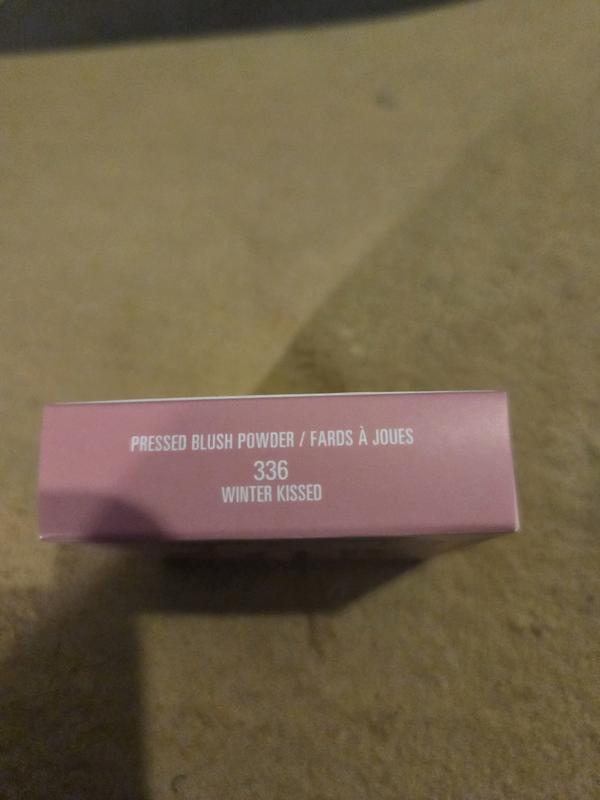 PRESSED BLUSH POWDER / FARDS À JOUES
336
WINTER KISSED